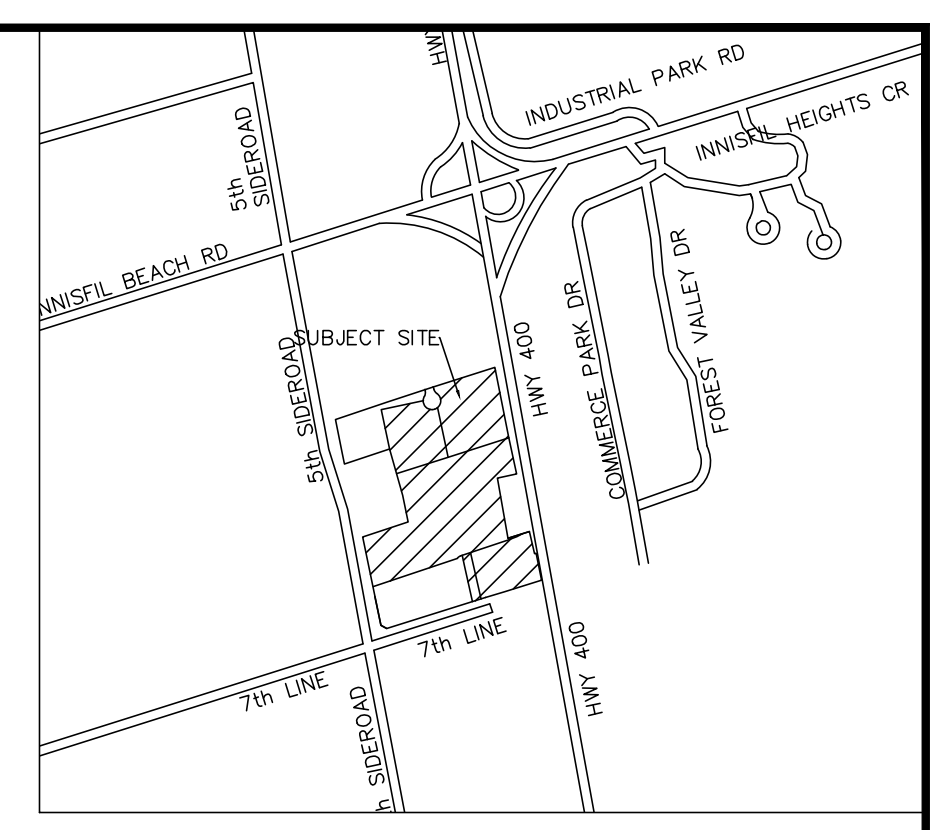 HWY
INDUSTRIAL PARK RD
INNISFIL HEIGHTS CR
5th
SIDEROAD
NNISFIL BEACH RD
SUBJECT SITE
5th SIDEROAD
HWY 400
COMMERCE PARK DR
FOREST VALLEY DR
7th LINE
7th LINE
HWY 400
h SIDEROAD